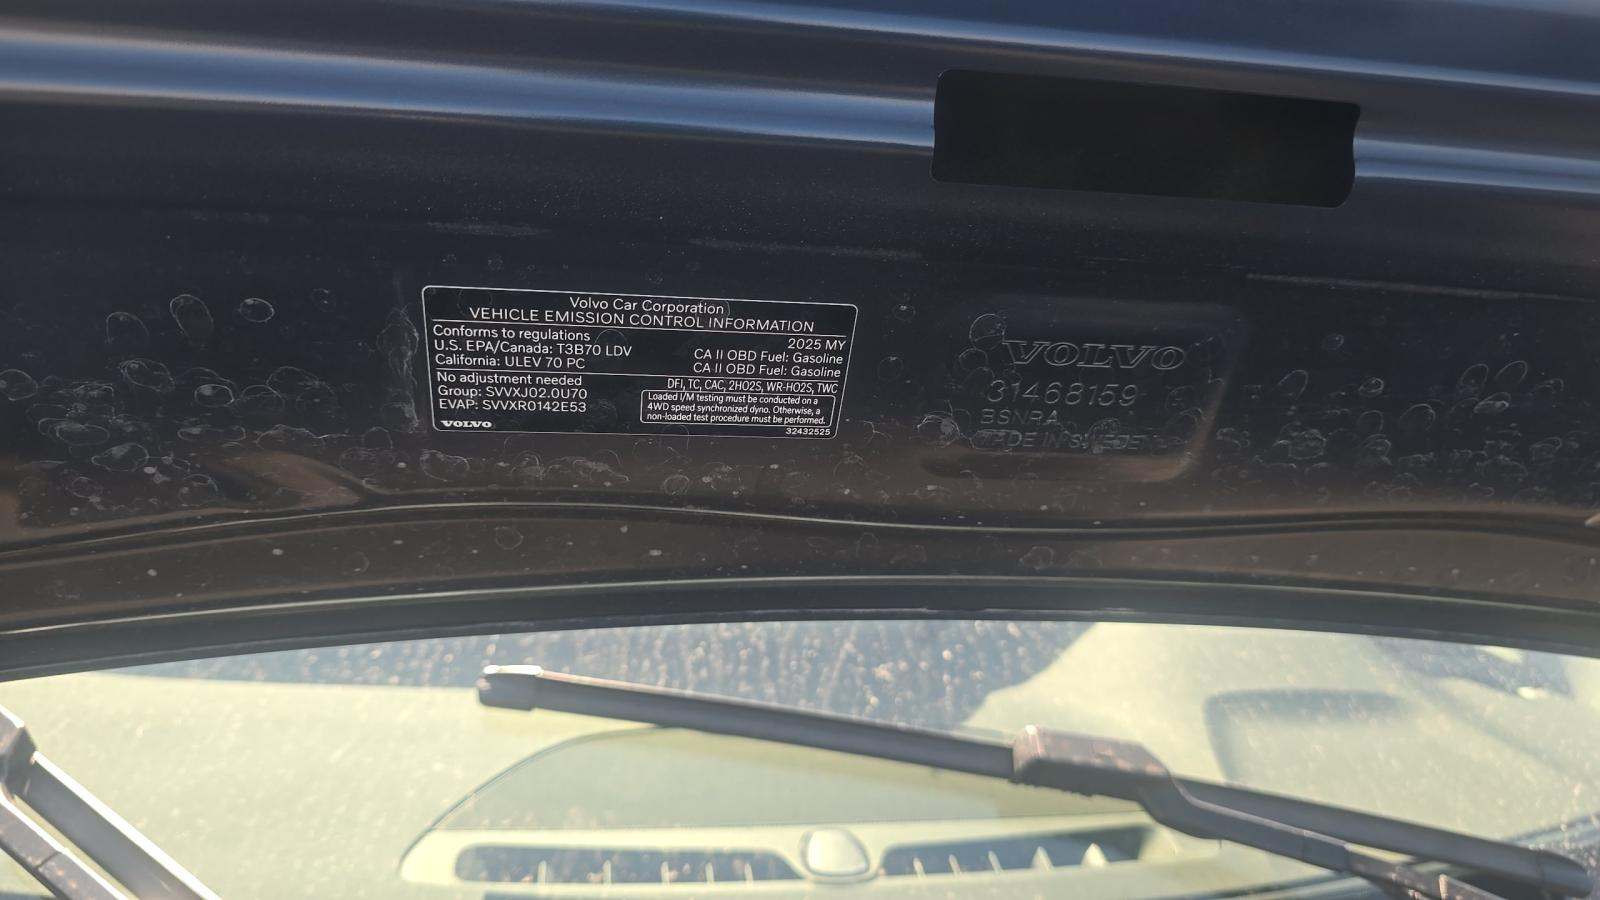 Volvo Car Corporation
VEHICLE EMISSION CONTROL INFORMATION
Conforms to regulations
2025 MY
U.S. EPA/Canada: T3B70 LDV
CA II OBD Fuel: Gasoline
California: ULEV 70 PC
CA II OBD Fuel: Gasoline
No adjustment needed
DFI, TC, CAC, 2HO2S, WR-HO2S, TWC
Group: SVVXJ02.0U70
EVAP: SVVXR0142E53
Loaded I/M testing must be conducted on a
4WD speed synchronized dyno. Otherwise, a
non-loaded test procedure must be performed.
VOLVO
32432525
VOLVO
31468159
BSNRA
MADE IN SWEDEN